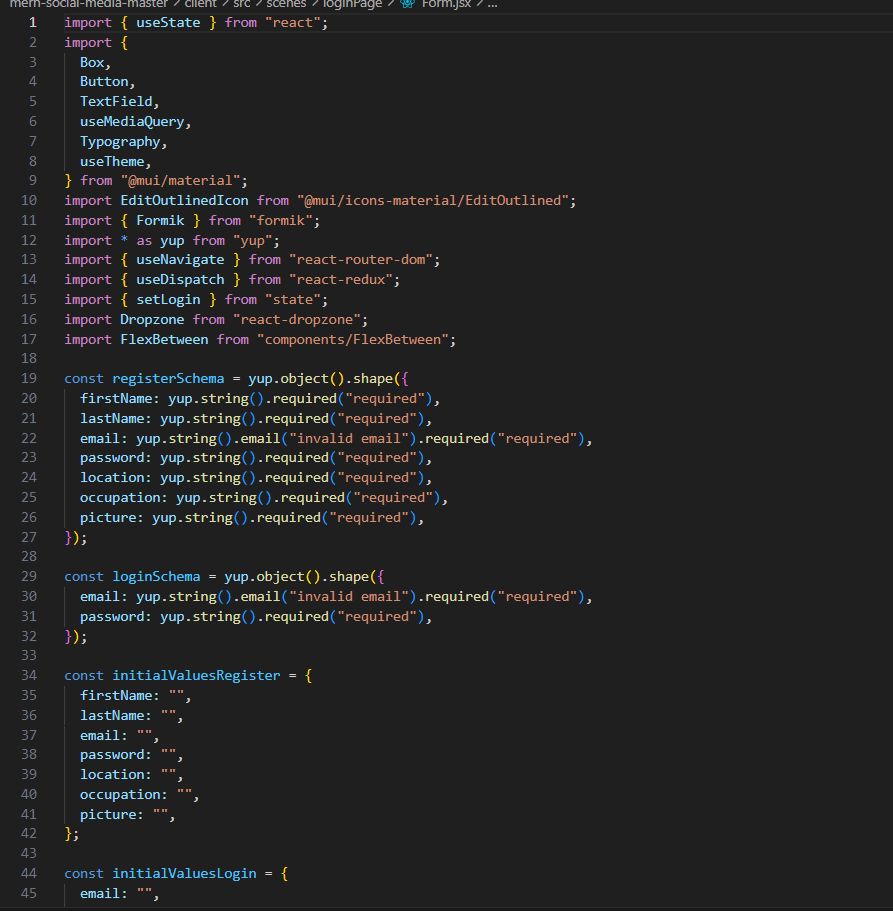 mern-social-media-master / client / src / scenes / loginPage / Form.jsx / ...
1 import { useState } from "react";
2 import {
3 Box,
4 Button,
5 TextField,
6 useMediaQuery,
7 Typography,
8 useTheme,
9 } from "@mui/material";
10 import EditOutlinedIcon from "@mui/icons-material/EditOutlined";
11 import { Formik } from "formik";
12 import * as yup from "yup";
13 import { useNavigate } from "react-router-dom";
14 import { useDispatch } from "react-redux";
15 import { setLogin } from "state";
16 import Dropzone from "react-dropzone";
17 import FlexBetween from "components/FlexBetween";
18
19 const registerSchema = yup.object().shape({
20 firstName: yup.string().required("required"),
21 lastName: yup.string().required("required"),
22 email: yup.string().email("invalid email").required("required"),
23 password: yup.string().required("required"),
24 location: yup.string().required("required"),
25 occupation: yup.string().required("required"),
26 picture: yup.string().required("required"),
27 });
28
29 const loginSchema = yup.object().shape({
30 email: yup.string().email("invalid email").required("required"),
31 password: yup.string().required("required"),
32 });
33
34 const initialValuesRegister = {
35 firstName: "",
36 lastName: "",
37 email: "",
38 password: "",
39 location: "",
40 occupation: "",
41 picture: "",
42 };
43
44 const initialValuesLogin = {
45 email: "",